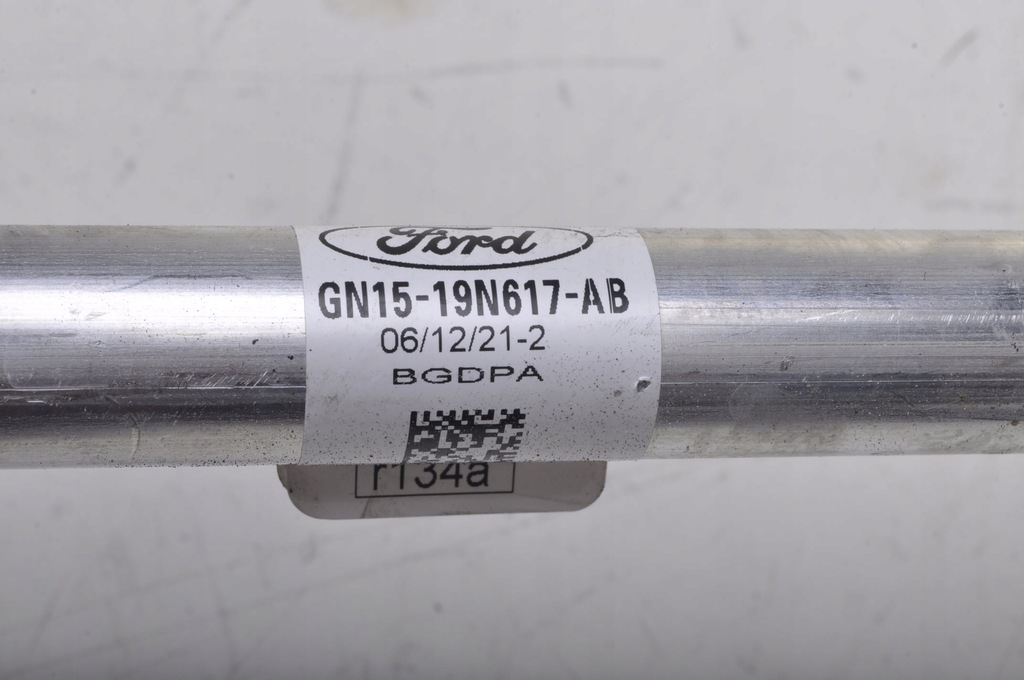 Ford
GN15-19N617-AB
06/12/21-2
BGDPA
r134a